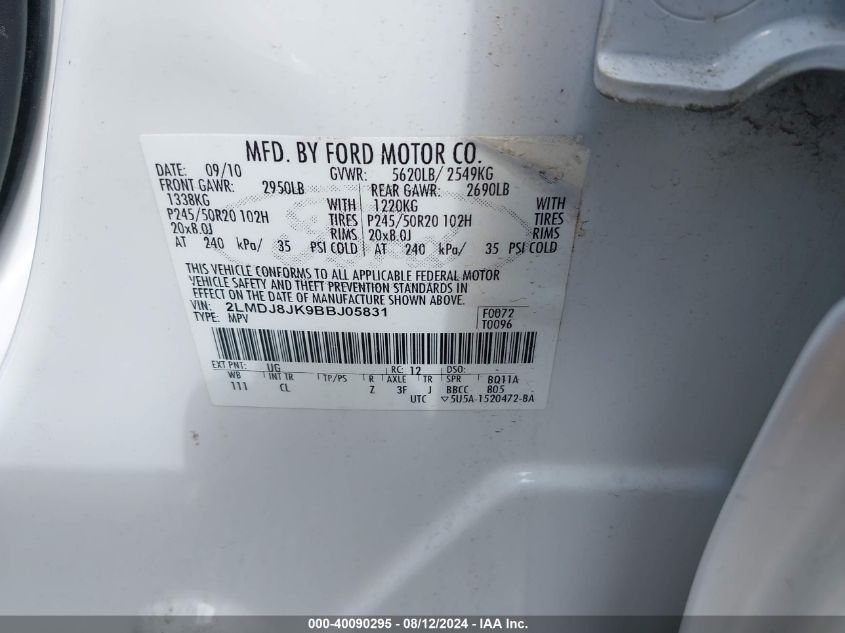 MFD. BY FORD MOTOR CO.
DATE: 09/10 GVWR: 5620LB/ 2549KG
FRONT GAWR: 2950LB REAR GAWR: 2690LB
1338KG WITH 1220KG WITH
P245/50R20 102H TIRES P245/50R20 102H TIRES
20x8.0J RIMS 20x8.0J RIMS
AT 240 kPa/ 35 PSI COLD AT 240 kPa/ 35 PSI COLD
THIS VEHICLE CONFORMS TO ALL APPLICABLE FEDERAL MOTOR
VEHICLE SAFETY AND THEFT PREVENTION STANDARDS IN
EFFECT ON THE DATE OF MANUFACTURE SHOWN ABOVE.
VIN: 2LMDJ8JK9BBJ05831 F0072
TYPE: MPV T0096
EXT PNT: UG RC: 12 DSO:
WB INT TR TP/PS R AXLE TR SPR BQ11A
111 CL Z 3F J BBCC B05
UTC ▽5U5A-1520472-BA
000-40090295 - 08/12/2024 - IAAI.com.